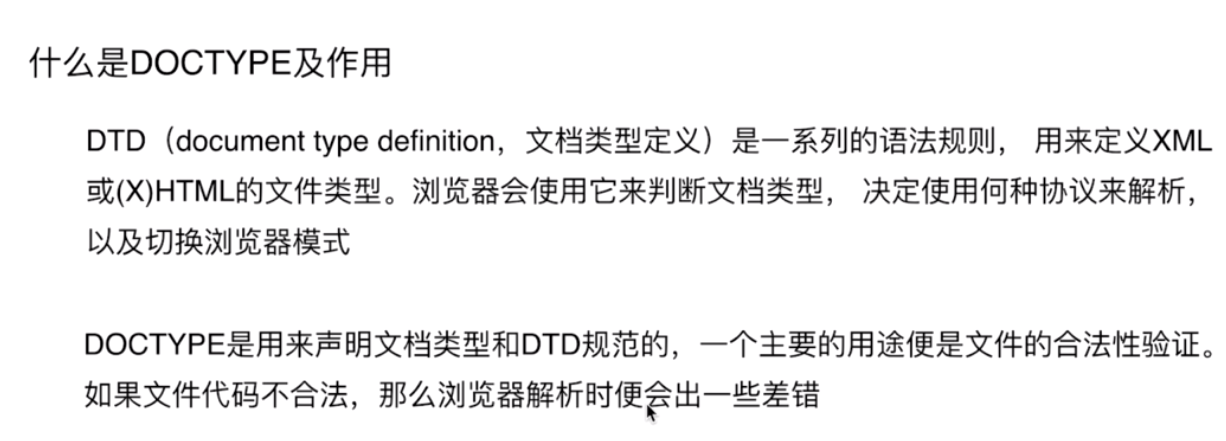 什么是DOCTYPE及作用
DTD（document type definition，文档类型定义）是一系列的语法规则， 用来定义XML
或(X)HTML的文件类型。浏览器会使用它来判断文档类型， 决定使用何种协议来解析，
以及切换浏览器模式
DOCTYPE是用来声明文档类型和DTD规范的，一个主要的用途便是文件的合法性验证。
如果文件代码不合法，那么浏览器解析时便会出一些差错